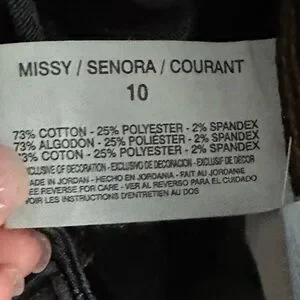 MISSY / SENORA / COURANT
10
73% COTTON - 25% POLYESTER - 2% SPANDEX
73% ALGODON - 25% POLIÉSTER - 2% SPANDEX
3% COTON - 25% POLYESTER - 2% SPANDEX
EXCLUSIVE OF DECORATION - EXCLUSIVO DE DECORACION - EXCLUSIF DE DECOR
MADE IN JORDAN - HECHO EN JORDANIA - FAIT AU JORDANIE
SEE REVERSE FOR CARE - VER AL REVERSO PARA EL CUIDADO
VOIR LES INSTRUCTIONS D'ENTRETIEN AU DOS